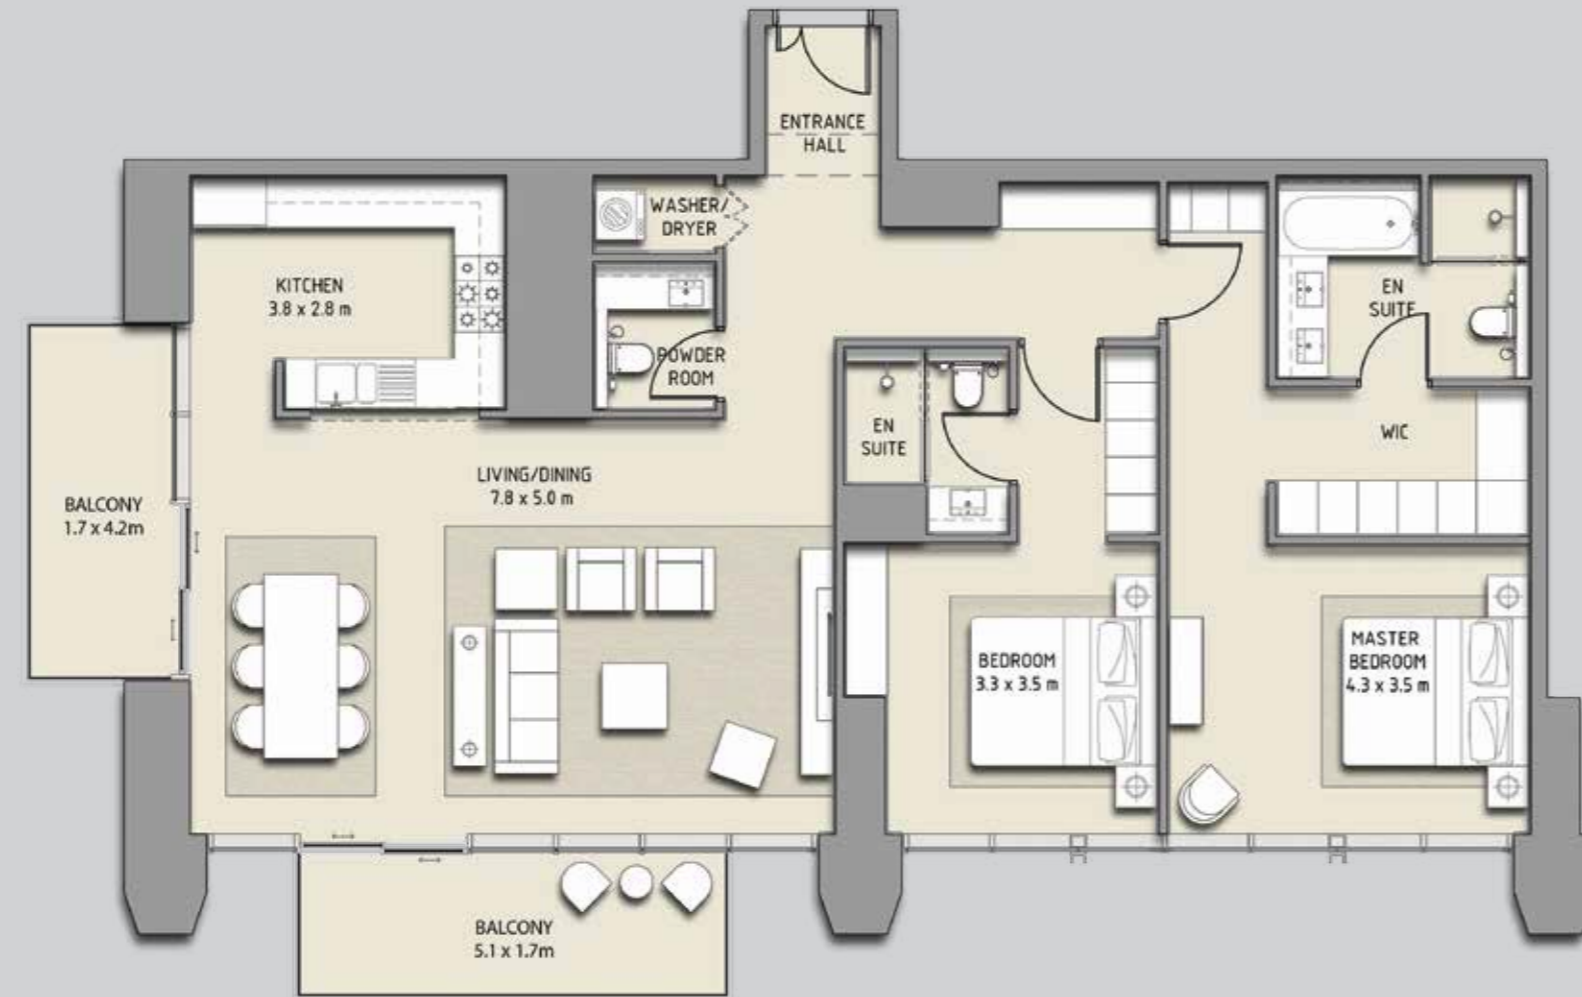 ENTRANCE
HALL
WASHER/
DRYER
KITCHEN
3.8 x 2.8 m
EN
SUITE
POWDER
ROOM
EN
SUITE
WIC
LIVING/DINING
7.8 x 5.0 m
BALCONY
1.7 x 4.2m
BEDROOM
3.3 x 3.5 m
MASTER
BEDROOM
4.3 x 3.5 m
BALCONY
5.1 x 1.7m